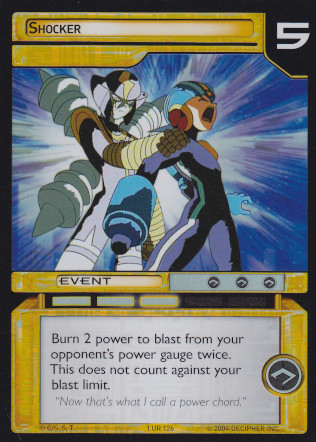 SHOCKER
5
EVENT
Burn 2 power to blast from your
opponent's power gauge twice.
This does not count against your
blast limit.
"Now that's what I call a power chord."
© C/S, S, T
1 UR 126
© 2004 DECIPHER INC.